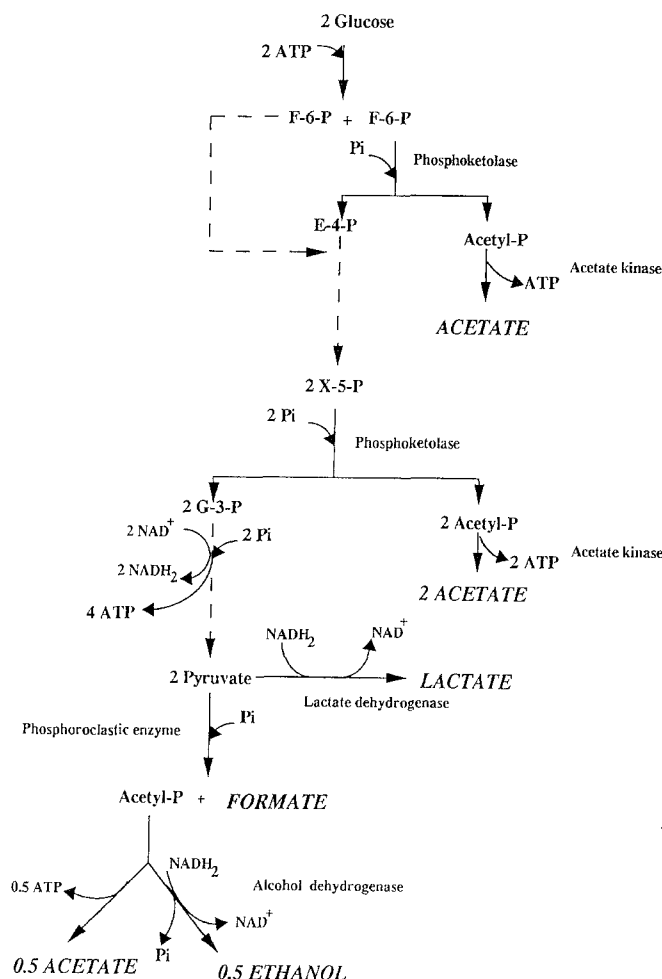 2 Glucose
2 ATP
F-6-P + F-6-P
Pi
Phosphoketolase
E-4-P
Acetyl-P
ATP
Acetate kinase
ACETATE
2 X-5-P
2 Pi
Phosphoketolase
2 G-3-P
2 Acetyl-P
2 NAD+
2 Pi
2 NADH2
2 ATP
Acetate kinase
4 ATP
2 ACETATE
NADH2
NAD+
2 Pyruvate
LACTATE
Lactate dehydrogenase
Phosphoroclastic enzyme
Pi
Acetyl-P + FORMATE
NADH2
0.5 ATP
Alcohol dehydrogenase
NAD+
Pi
0.5 ACETATE
0.5 ETHANOL